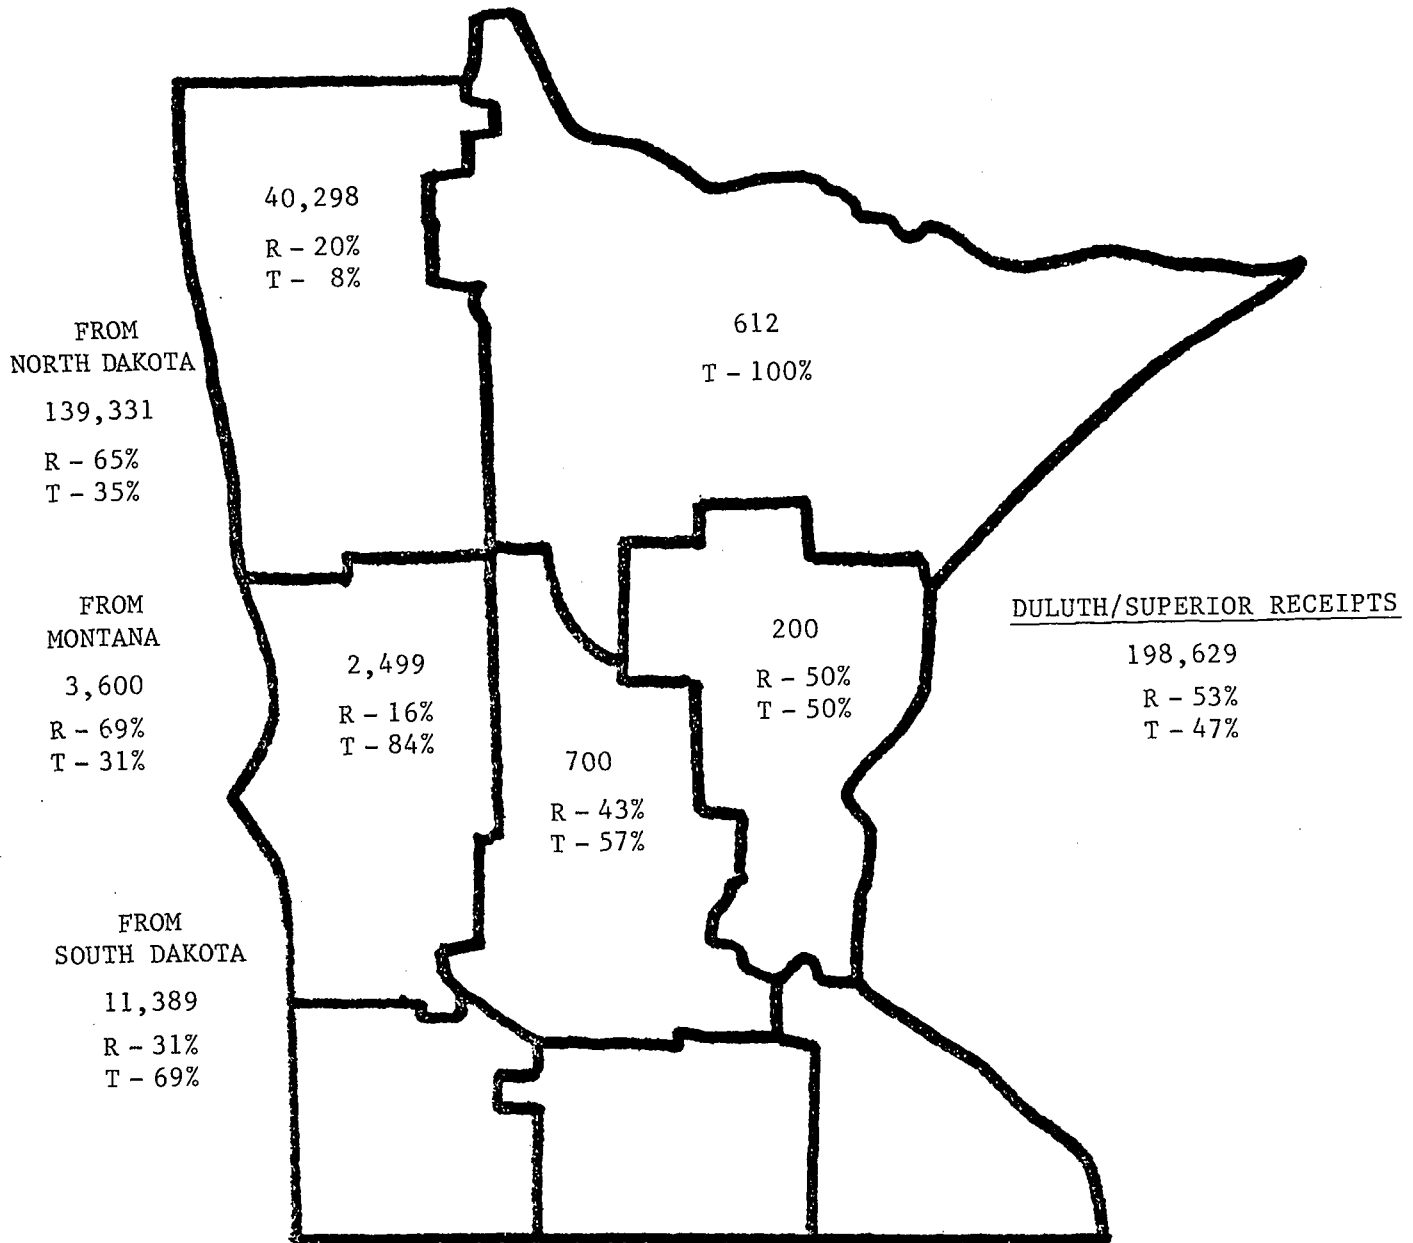 40,298
R – 20%
T – 8%
612
T – 100%
FROM
NORTH DAKOTA
139,331
R – 65%
T – 35%
FROM
MONTANA
3,600
R – 69%
T – 31%
2,499
R – 16%
T – 84%
700
R – 43%
T – 57%
200
R – 50%
T – 50%
DULUTH/SUPERIOR RECEIPTS
198,629
R – 53%
T – 47%
FROM
SOUTH DAKOTA
11,389
R – 31%
T – 69%